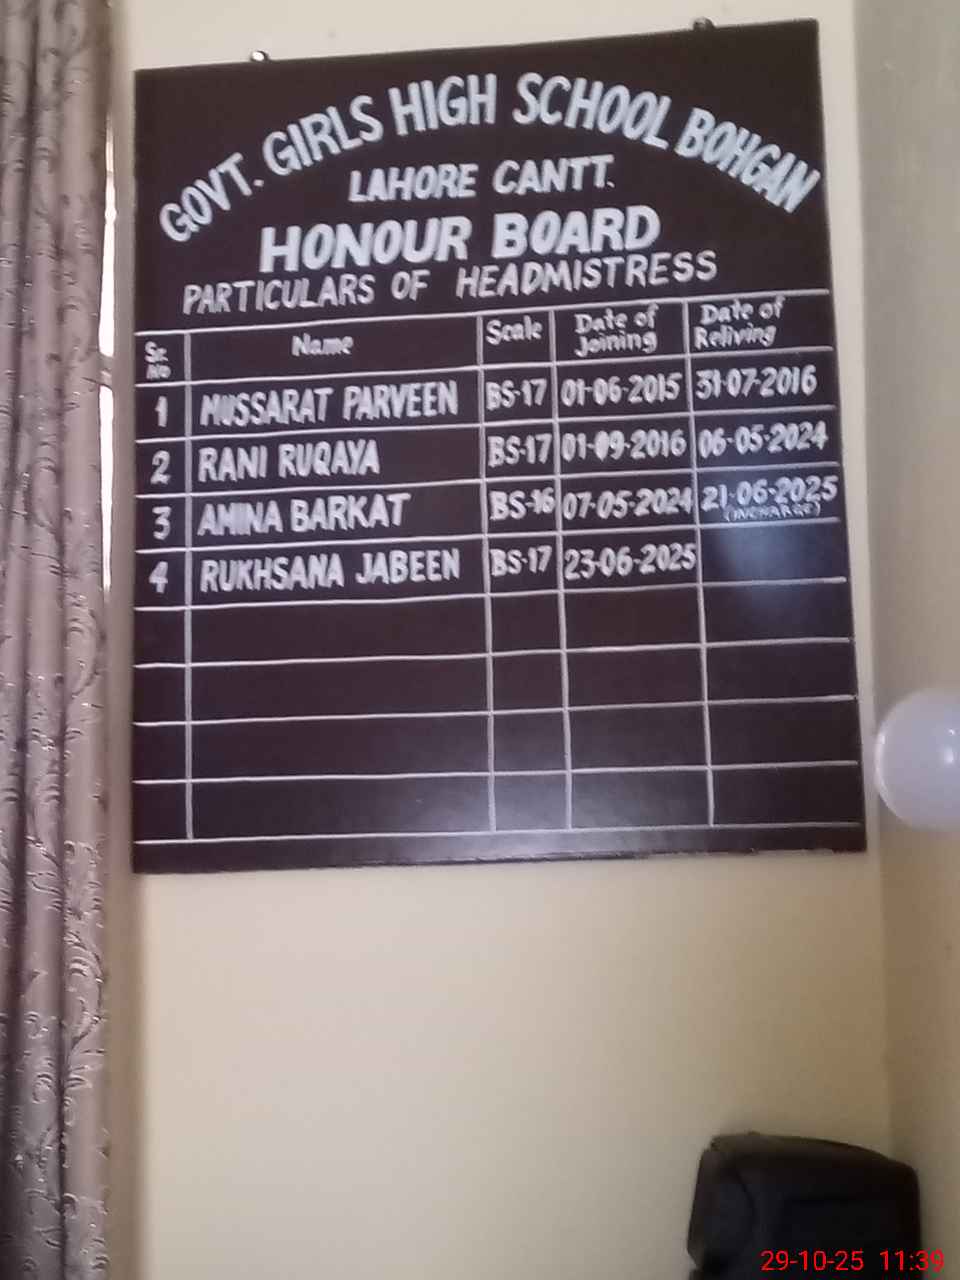 GOVT. GIRLS HIGH SCHOOL BOHGAN
LAHORE CANTT.
HONOUR BOARD
PARTICULARS OF HEADMISTRESS
Sr. No Name Scale Date of Joining Date of Reliving
1 MUSSARAT PARVEEN BS-17 01-06-2015 31-07-2016
2 RANI RUQAYA BS-17 01-09-2016 06-05-2024
3 AMINA BARKAT BS-16 07-05-2024 21-06-2025
(INCHARGE)
4 RUKHSANA JABEEN BS-17 23-06-2025
29-10-25 11:39